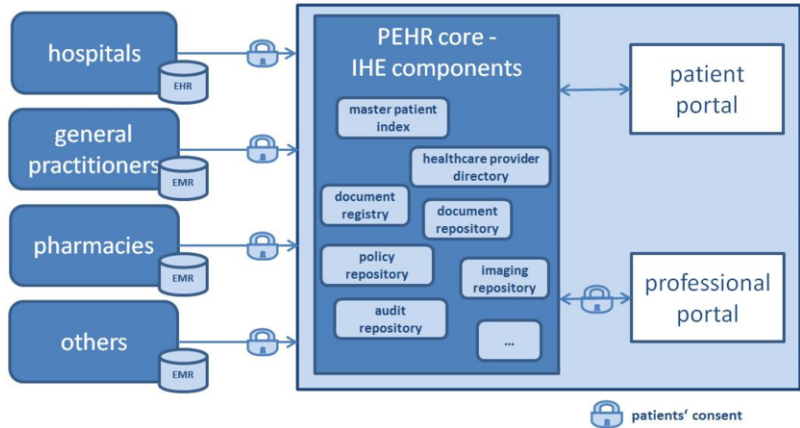 hospitals
EHR
general
practitioners
EMR
pharmacies
EMR
others
EMR
PEHR core -
IHE components
master patient
index
healthcare provider
directory
document
registry
document
repository
policy
repository
imaging
repository
audit
repository
...
patient
portal
professional
portal
patients‘ consent